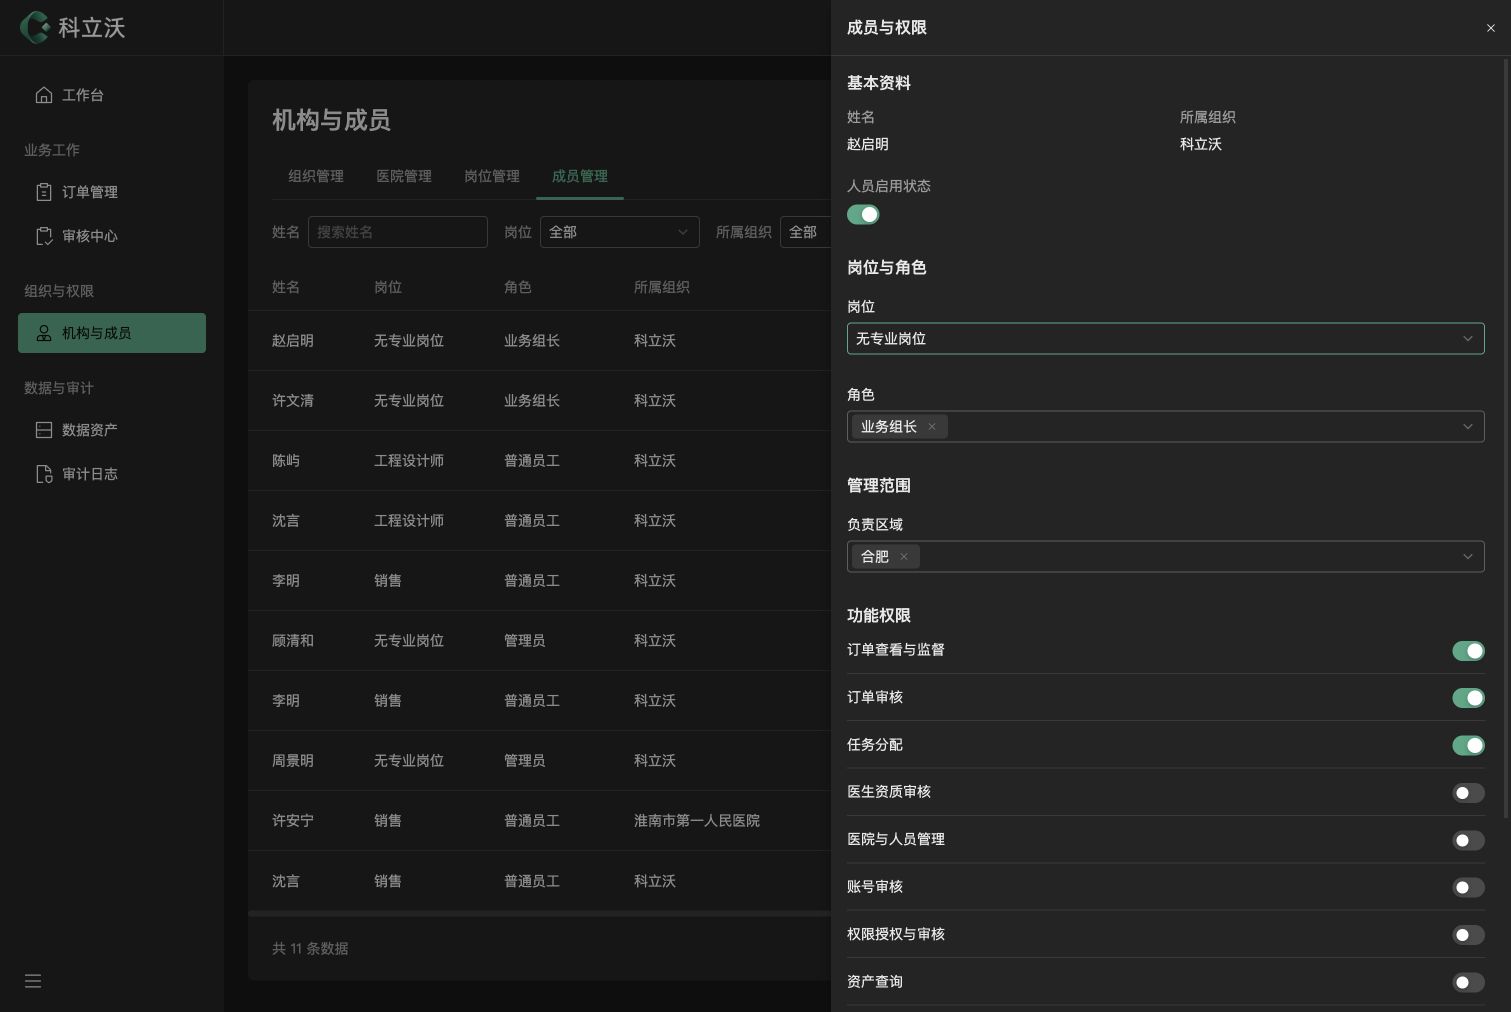 科立沃
工作台
业务工作
订单管理
审核中心
组织与权限
机构与成员
数据与审计
数据资产
审计日志
机构与成员
组织管理 医院管理 岗位管理 成员管理
姓名 搜索姓名 岗位 全部 所属组织 全部
姓名 岗位 角色 所属组织
赵启明 无专业岗位 业务组长 科立沃
许文清 无专业岗位 业务组长 科立沃
陈屿 工程设计师 普通员工 科立沃
沈言 工程设计师 普通员工 科立沃
李明 销售 普通员工 科立沃
顾清和 无专业岗位 管理员 科立沃
李明 销售 普通员工 科立沃
周景明 无专业岗位 管理员 科立沃
许安宁 销售 普通员工 淮南市第一人民医院
沈言 销售 普通员工 科立沃
共 11 条数据
成员与权限
基本资料
姓名 所属组织
赵启明 科立沃
人员启用状态
岗位与角色
岗位
无专业岗位
角色
业务组长
管理范围
负责区域
合肥
功能权限
订单查看与监督
订单审核
任务分配
医生资质审核
医院与人员管理
账号审核
权限授权与审核
资产查询